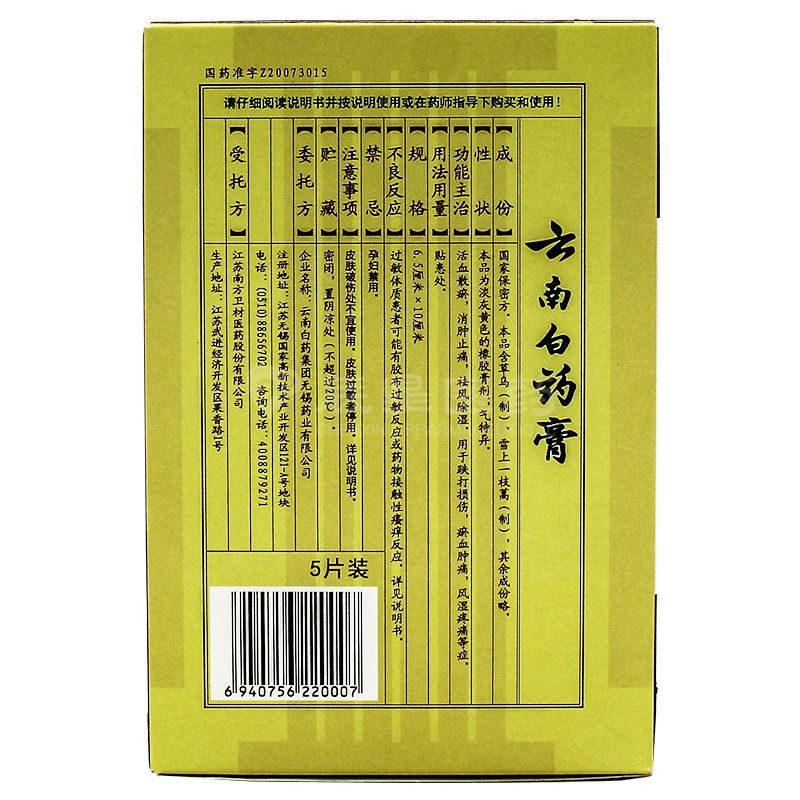 国药准字Z20073015
请仔细阅读说明书并按说明使用或在药师指导下购买和使用!
云南白药膏
【成份】国家保密方。本品含草乌(制)、雪上一枝蒿(制),其余成份略。
【性状】本品为淡灰黄色的橡胶膏剂;气特异。
【功能主治】活血散瘀,消肿止痛,祛风除湿。用于跌打损伤,瘀血肿痛,风湿疼痛等症。
【用法用量】贴患处。
【规格】6.5厘米×10厘米
【不良反应】过敏体质患者可能有胶布过敏反应或药物接触性瘙痒反应。详见说明书。
【禁忌】孕妇禁用。
【注意事项】皮肤破伤处不宜使用。皮肤过敏者停用。详见说明书。
【贮藏】密闭,置阴凉处(不超过20℃)。
【委托方】企业名称:云南白药集团无锡药业有限公司
注册地址:江苏无锡国家高新技术产业开发区121-A号地块
电话:(0510)88656702 咨询电话:4008879271
【受托方】江苏南方卫材医药股份有限公司
生产地址:江苏武进经济开发区果香路1号
5片装
6 940756 220007